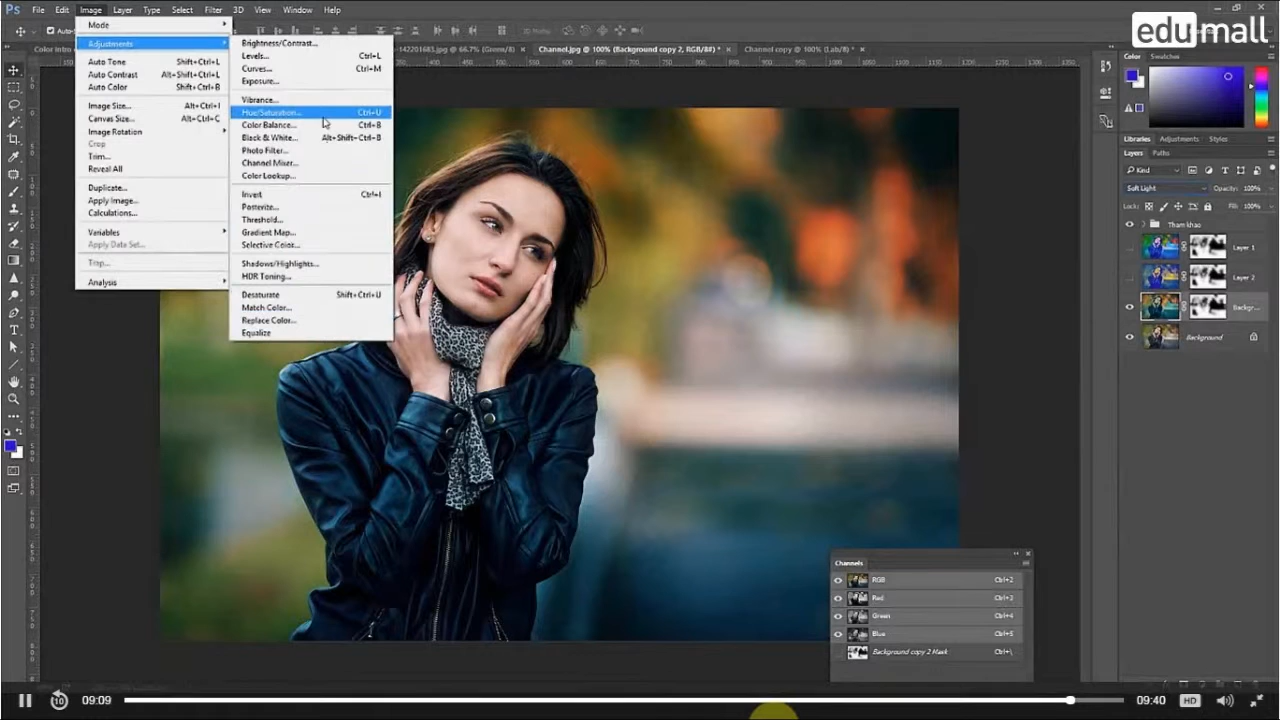 Ps File Edit Image Layer Type Select Filter 3D View Window Help
edumall
Mode
Adjustments
Auto Tone Shift+Ctrl+L
Auto Contrast Alt+Shift+Ctrl+L
Auto Color Shift+Ctrl+B
Image Size... Alt+Ctrl+I
Canvas Size... Alt+Ctrl+C
Image Rotation
Crop
Trim...
Reveal All
Duplicate...
Apply Image...
Calculations...
Variables
Apply Data Set...
Trap...
Analysis
Brightness/Contrast...
Levels... Ctrl+L
Curves... Ctrl+M
Exposure...
Vibrance...
Hue/Saturation... Ctrl+U
Color Balance... Ctrl+B
Black & White... Alt+Shift+Ctrl+B
Photo Filter...
Channel Mixer...
Color Lookup...
Invert Ctrl+I
Posterize...
Threshold...
Gradient Map...
Selective Color...
Shadows/Highlights...
HDR Toning...
Desaturate Shift+Ctrl+U
Match Color...
Replace Color...
Equalize
Channel.jpg @ 100% (Background copy 2, RGB/8#) *
Channel copy @ 100% (Lab/8) *
Color Swatches
Libraries Adjustments Styles
Layers Paths
Kind
Soft Light Opacity: 100%
Lock: Fill: 100%
Tham khao
Layer 1
Layer 2
Backgr...
Background
Channels
RGB Ctrl+2
Red Ctrl+3
Green Ctrl+4
Blue Ctrl+5
Background copy 2 Mask Ctrl+\
10 09:09 09:40 HD